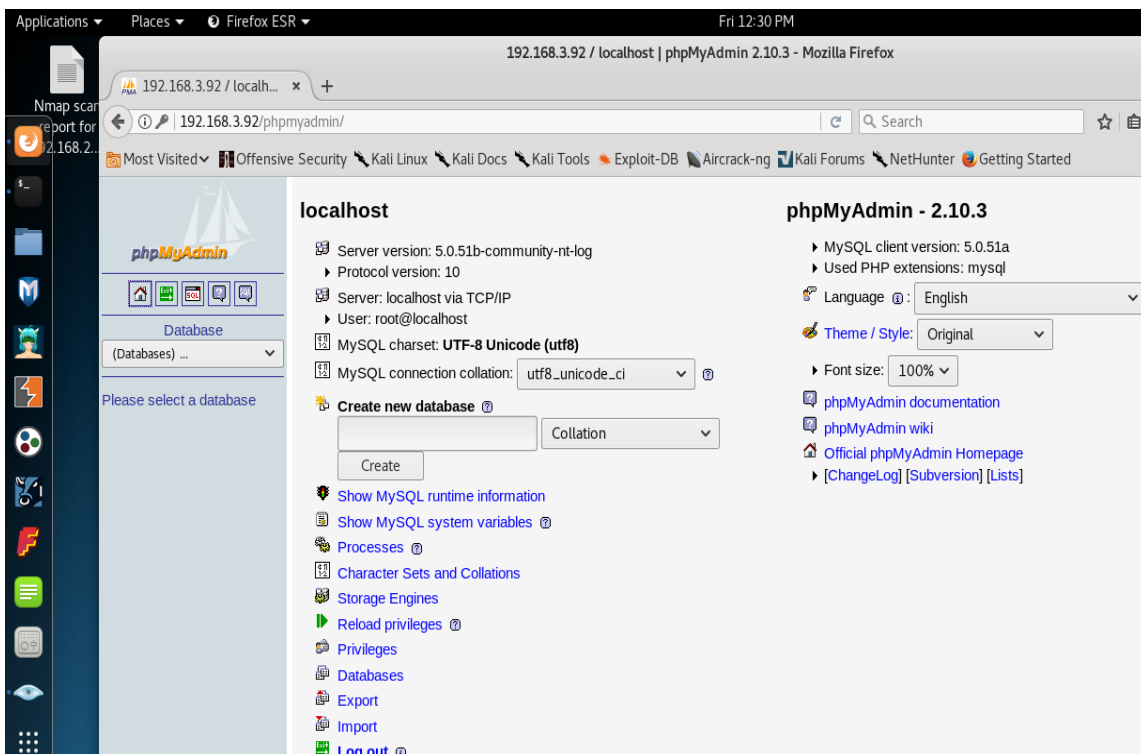 Applications Places Firefox ESR Fri 12:30 PM
192.168.3.92 / localhost | phpMyAdmin 2.10.3 - Mozilla Firefox
192.168.3.92 / localh... × +
Nmap scan
report for
192.168.3.92/phpmyadmin/ Search
Most Visited Offensive Security Kali Linux Kali Docs Kali Tools Exploit-DB Aircrack-ng Kali Forums NetHunter Getting Started
phpMyAdmin
SQL
Database
(Databases) ...
Please select a database
localhost
Server version: 5.0.51b-community-nt-log
Protocol version: 10
Server: localhost via TCP/IP
User: root@localhost
MySQL charset: UTF-8 Unicode (utf8)
MySQL connection collation: utf8_unicode_ci
Create new database
Collation
Create
Show MySQL runtime information
Show MySQL system variables
Processes
Character Sets and Collations
Storage Engines
Reload privileges
Privileges
Databases
Export
Import
Log out
phpMyAdmin - 2.10.3
MySQL client version: 5.0.51a
Used PHP extensions: mysql
Language : English
Theme / Style: Original
Font size: 100%
phpMyAdmin documentation
phpMyAdmin wiki
Official phpMyAdmin Homepage
[ChangeLog] [Subversion] [Lists]